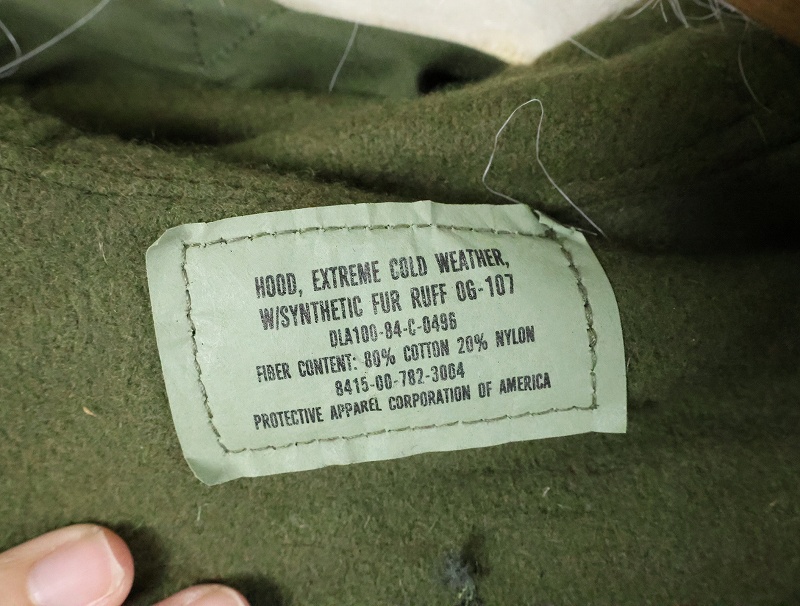 HOOD, EXTREME COLD WEATHER,
W/SYNTHETIC FUR RUFF OG-107
DLA100-84-C-0496
FIBER CONTENT: 80% COTTON 20% NYLON
8415-00-782-3064
PROTECTIVE APPAREL CORPORATION OF AMERICA